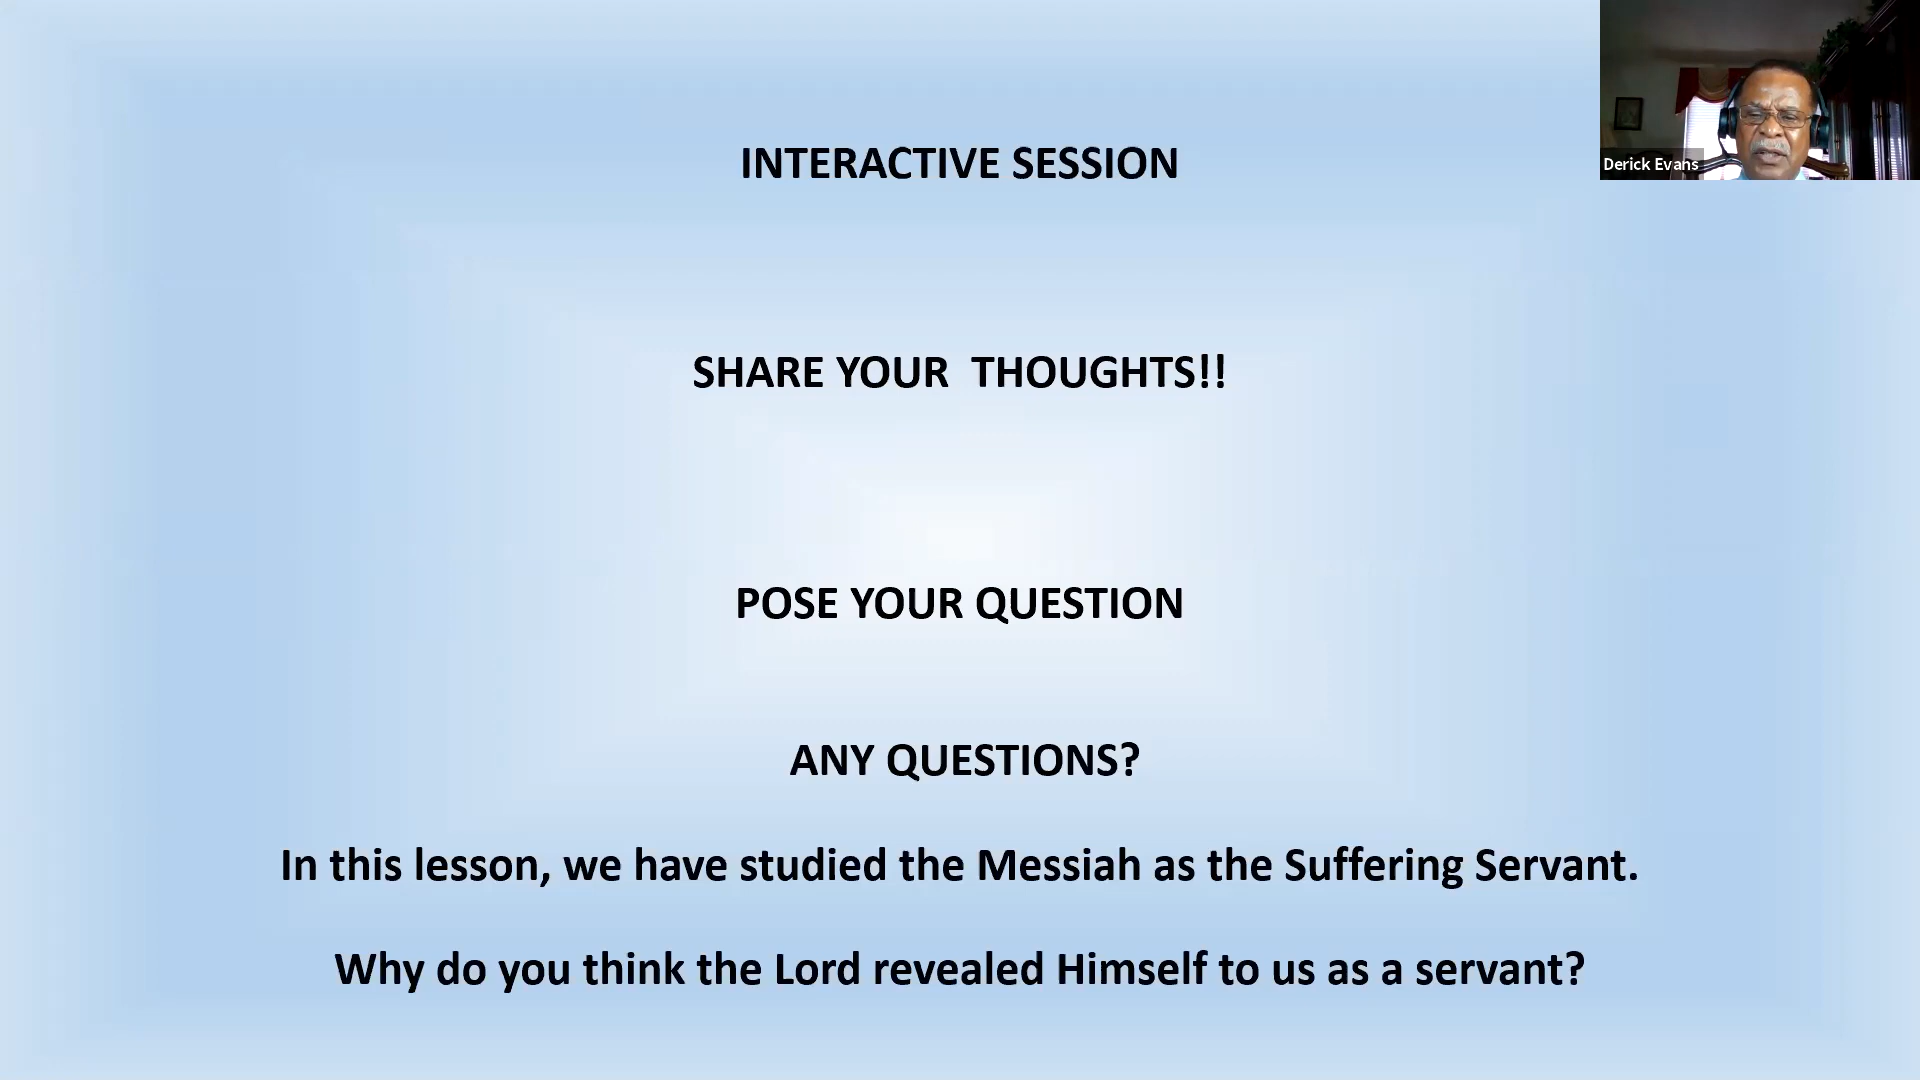 INTERACTIVE SESSION
Derick Evans
SHARE YOUR  THOUGHTS!!
POSE YOUR QUESTION
ANY QUESTIONS?
In this lesson, we have studied the Messiah as the Suffering Servant.
Why do you think the Lord revealed Himself to us as a servant?